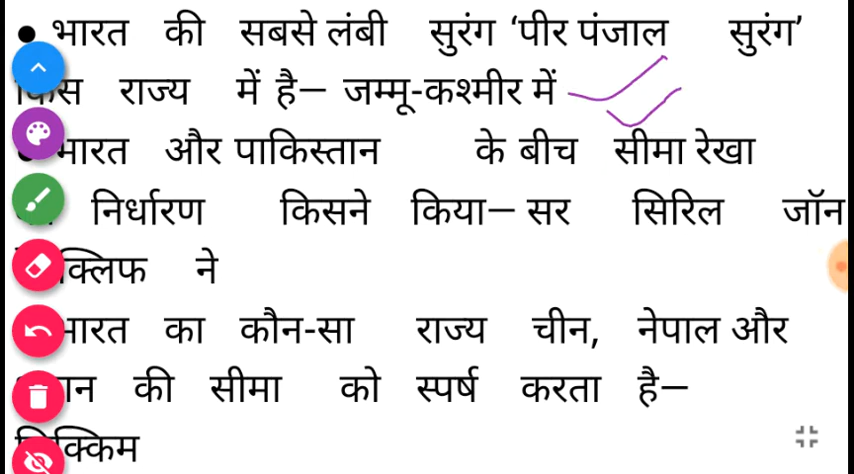 • भारत की सबसे लंबी सुरंग ‘पीर पंजाल सुरंग’
किस राज्य में है– जम्मू-कश्मीर में
भारत और पाकिस्तान के बीच सीमा रेखा
निर्धारण किसने किया– सर सिरिल जॉन
क्लिफ ने
भारत का कौन-सा राज्य चीन, नेपाल और
की सीमा को स्पर्ष करता है–
सिक्किम